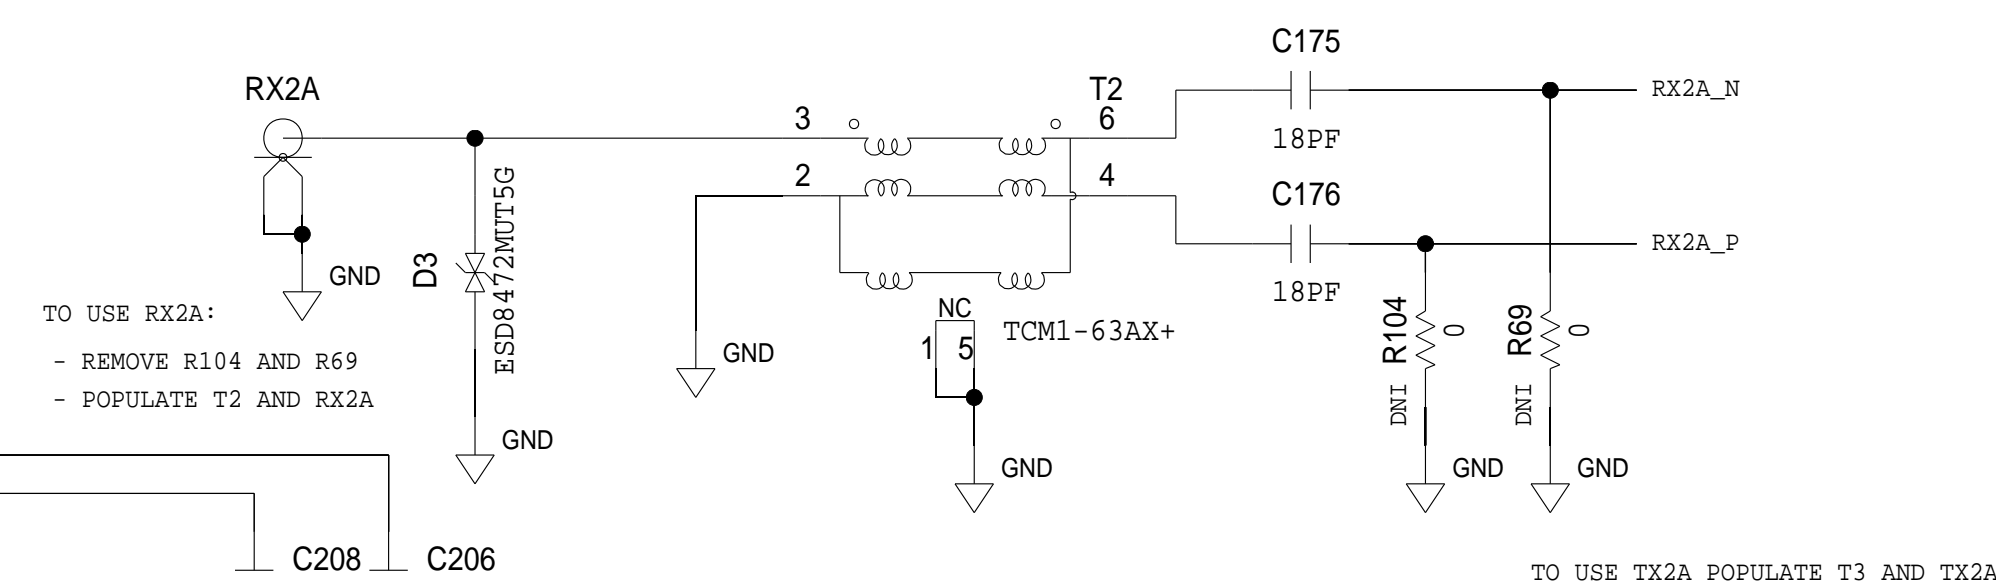 C175
RX2A
T2
3
6
RX2A_N
18PF
2
4
C176
ESD8472MUT5G
RX2A_P
D3
GND
18PF
NC
R104
0
R69
0
TO USE RX2A:
TCM1-63AX+
1
5
GND
- REMOVE R104 AND R69
- POPULATE T2 AND RX2A
DNI
DNI
GND
GND
GND
GND
C208
C206
TO USE TX2A POPULATE T3 AND TX2A